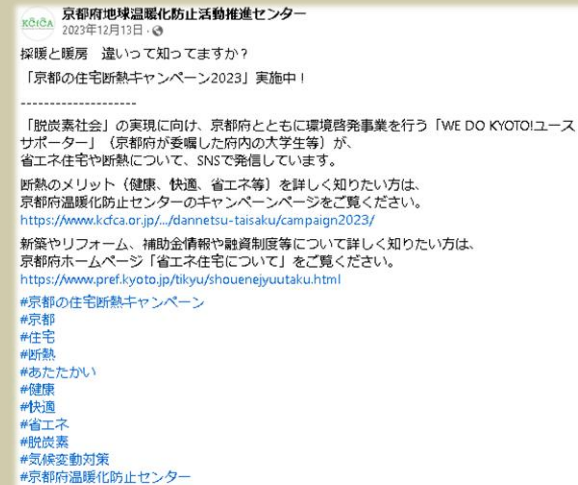 京都府地球温暖化防止活動推進センター
KCfCA
2023年12月13日 ·
採暖と暖房　違いって知ってますか？
「京都の住宅断熱キャンペーン2023」実施中！
-------------------
「脱炭素社会」の実現に向け、京都府とともに環境啓発事業を行う「WE DO KYOTO!ユース
サポーター」（京都府が委嘱した府内の大学生等）が、
省エネ住宅や断熱について、SNSで発信しています。
断熱のメリット（健康、快適、省エネ等）を詳しく知りたい方は、
京都府温暖化防止センターのキャンペーンページをご覧ください。
https://www.kcfca.or.jp/.../dannetsu-taisaku/campaign2023/
新築やリフォーム、補助金情報や融資制度等について詳しく知りたい方は、
京都府ホームページ「省エネ住宅について」をご覧ください。
https://www.pref.kyoto.jp/tikyu/shouenejyuutaku.html
#京都の住宅断熱キャンペーン
#京都
#住宅
#断熱
#あたたかい
#健康
#快適
#省エネ
#脱炭素
#気候変動対策
#京都府温暖化防止センター